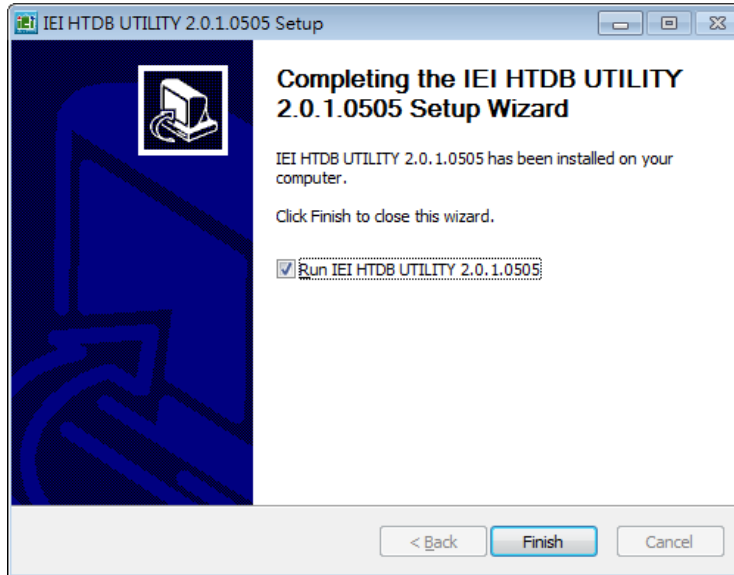 IEI HTDB UTILITY 2.0.1.0505 Setup
Completing the IEI HTDB UTILITY
2.0.1.0505 Setup Wizard
IEI HTDB UTILITY 2.0.1.0505 has been installed on your
computer.
Click Finish to close this wizard.
Run IEI HTDB UTILITY 2.0.1.0505
< Back
Finish
Cancel